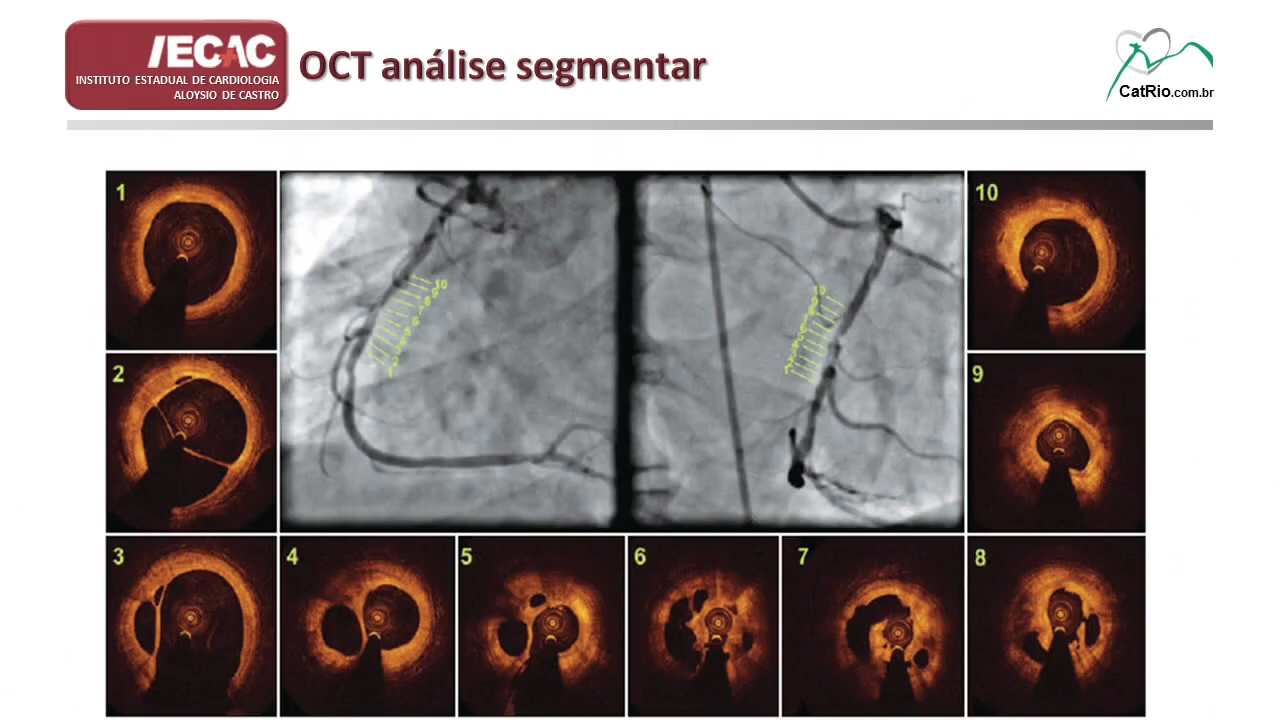 IECAC
INSTITUTO ESTADUAL DE CARDIOLOGIA
ALOYSIO DE CASTRO
OCT análise segmentar
CatRio.com.br
1
10
2
9
3
4
5
6
7
8